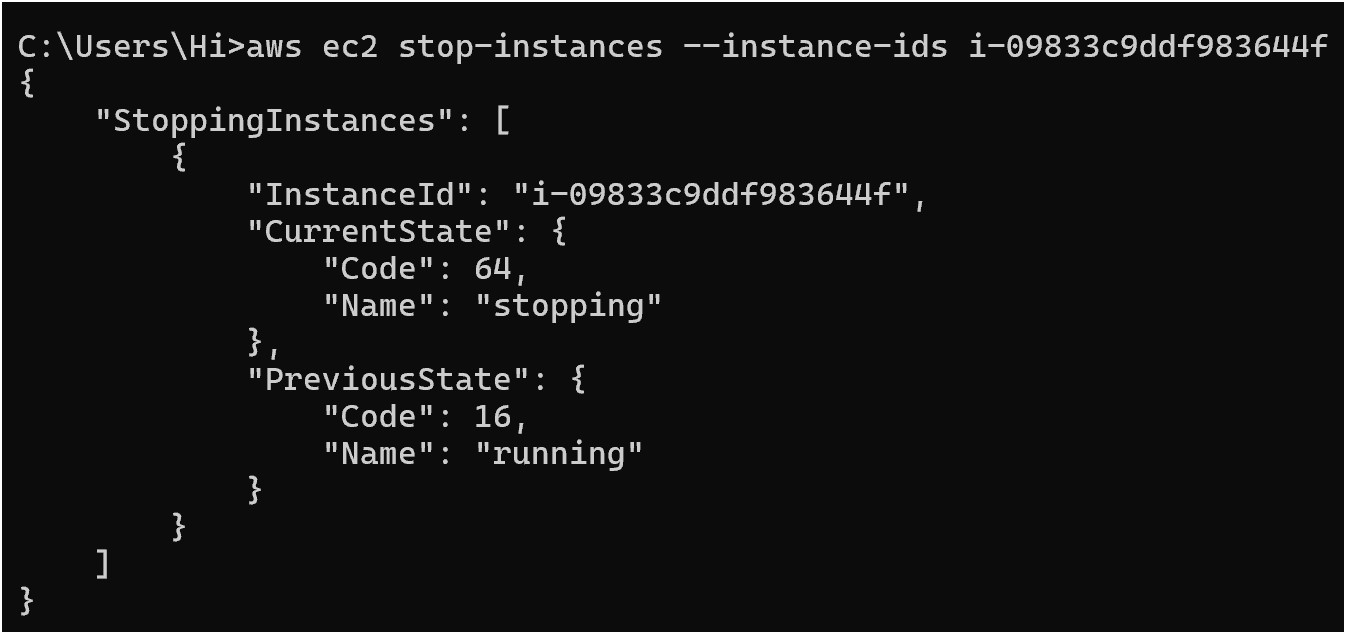 C:\Users\Hi>aws ec2 stop-instances --instance-ids i-09833c9ddf983644f
{
    "StoppingInstances": [
        {
            "InstanceId": "i-09833c9ddf983644f",
            "CurrentState": {
                "Code": 64,
                "Name": "stopping"
            },
            "PreviousState": {
                "Code": 16,
                "Name": "running"
            }
        }
    ]
}